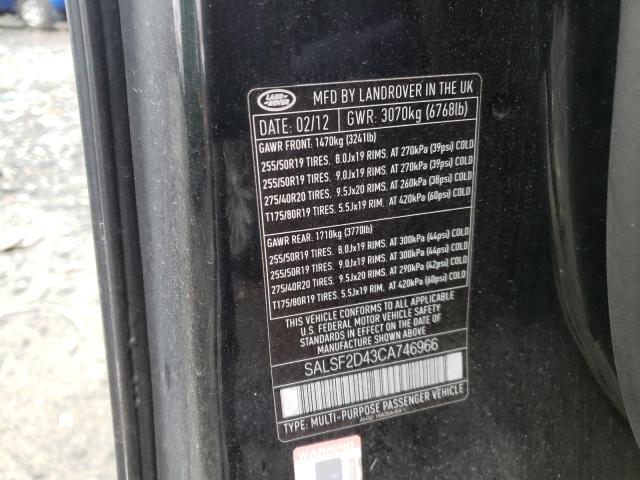 LAND ROVER
MFD BY LANDROVER IN THE UK
DATE: 02/12 GWR: 3070kg (6768lb)
GAWR FRONT: 1470kg (3241lb)
255/50R19 TIRES. 8.0Jx19 RIMS. AT 270kPa (39psi) COLD
255/50R19 TIRES. 9.0Jx19 RIMS. AT 270kPa (39psi) COLD
275/40R20 TIRES. 9.5Jx20 RIMS. AT 260kPa (38psi) COLD
T175/80R19 TIRES. 5.5Jx19 RIM. AT 420kPa (60psi) COLD
GAWR REAR: 1710kg (3770lb)
255/50R19 TIRES. 8.0Jx19 RIMS. AT 300kPa (44psi) COLD
255/50R19 TIRES. 9.0Jx19 RIMS. AT 300kPa (44psi) COLD
275/40R20 TIRES. 9.5Jx20 RIMS. AT 290kPa (42psi) COLD
T175/80R19 TIRES. 5.5Jx19 RIM. AT 420kPa (60psi) COLD
THIS VEHICLE CONFORMS TO ALL APPLICABLE
U.S. FEDERAL MOTOR VEHICLE SAFETY
STANDARDS IN EFFECT ON THE DATE OF
MANUFACTURE SHOWN ABOVE
SALSF2D43CA746966
TYPE: MULTI-PURPOSE PASSENGER VEHICLE
WARNING